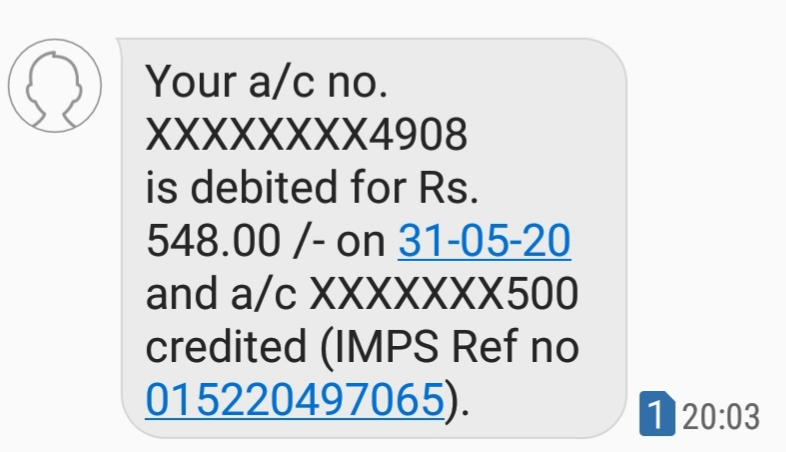 Your a/c no.
XXXXXXXX4908
is debited for Rs.
548.00 /- on 31-05-20
and a/c XXXXXXX500
credited (IMPS Ref no
015220497065).
1 20:03